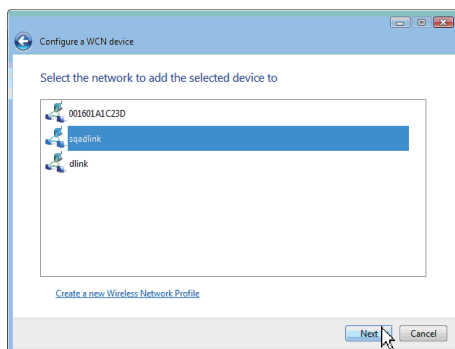 Configure a WCN device
Select the network to add the selected device to
001601A1C23D
sqadlink
dlink
Create a new Wireless Network Profile
Next Cancel